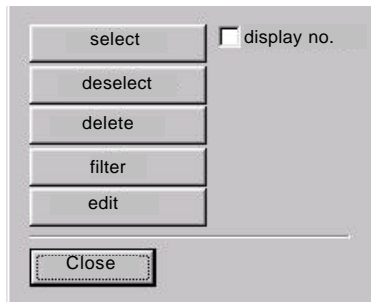 select
display no.
deselect
delete
filter
edit
Close